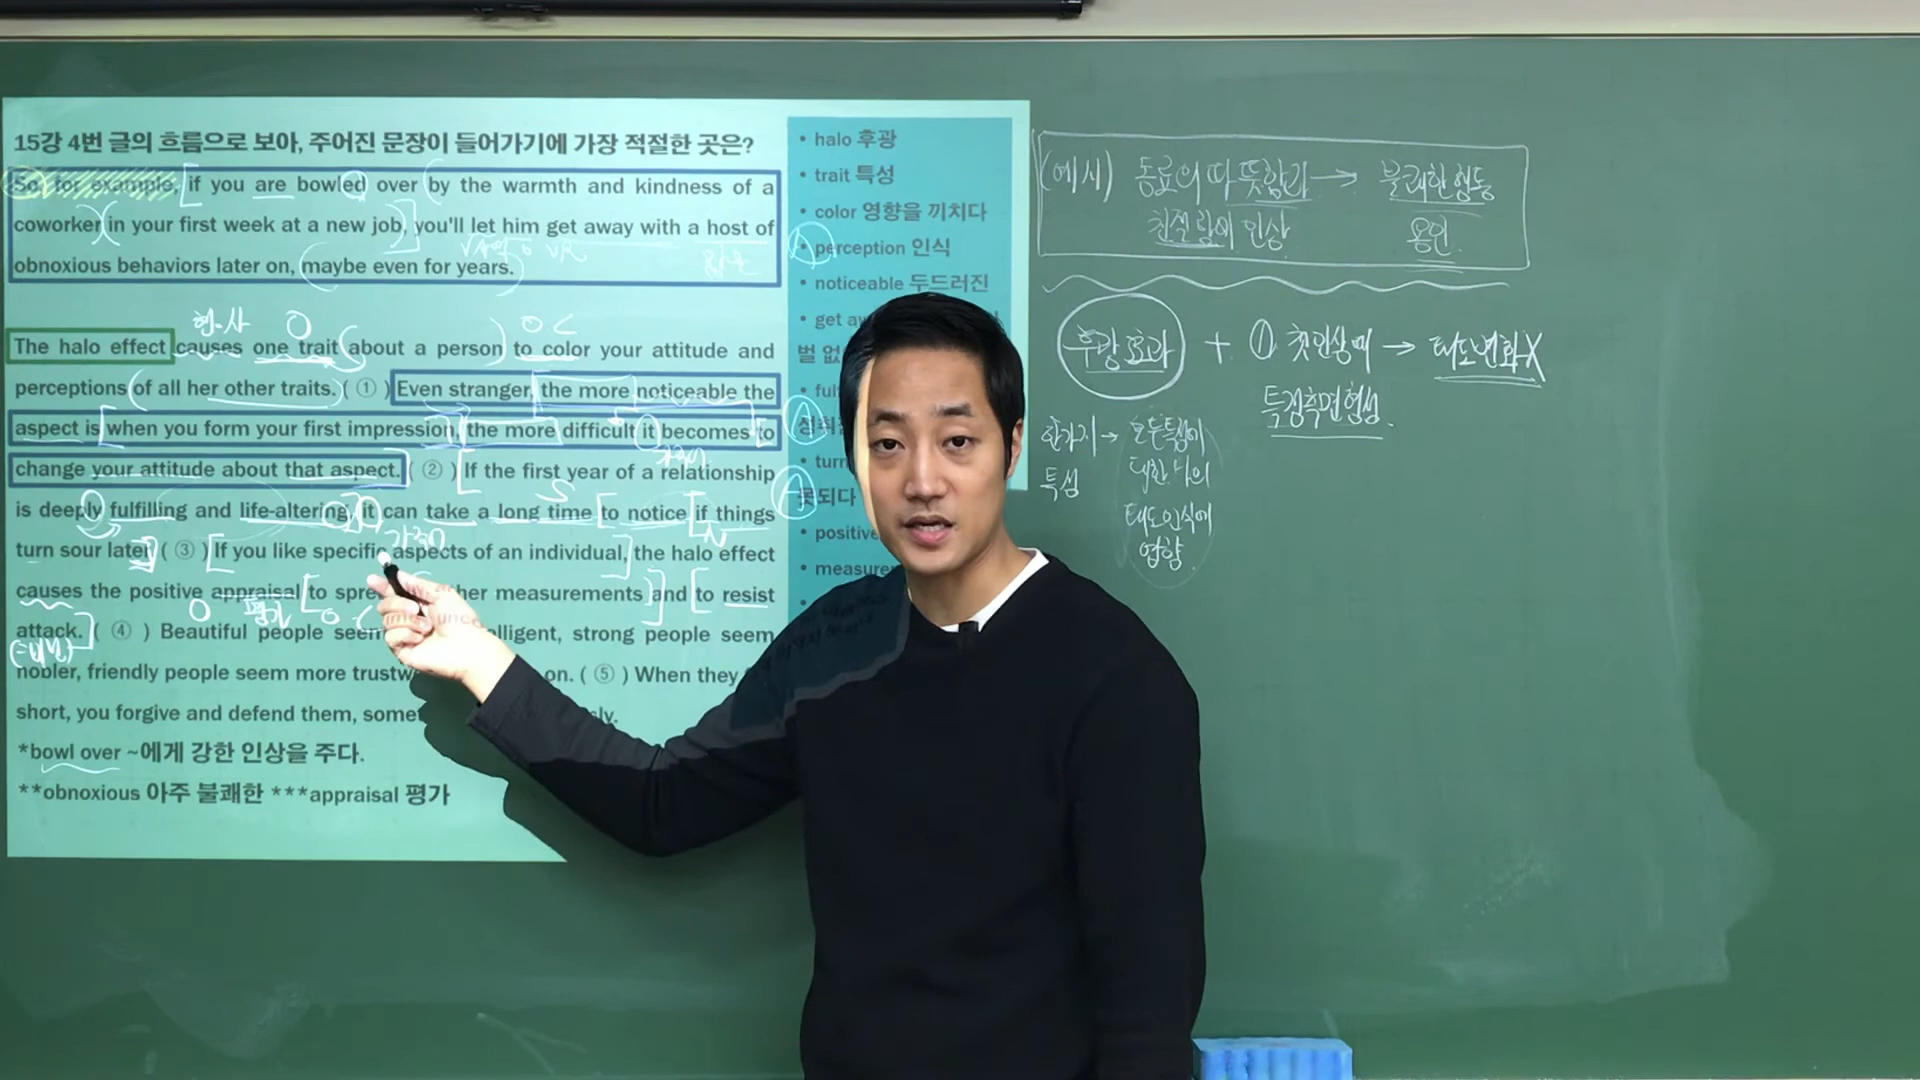 15강 4번 글의 흐름으로 보아, 주어진 문장이 들어가기에 가장 적절한 곳은?
So, for example, if you are bowled over by the warmth and kindness of a
coworker in your first week at a new job, you'll let him get away with a host of
obnoxious behaviors later on, maybe even for years.
The halo effect causes one trait about a person to color your attitude and
perceptions of all her other traits. ( ① ) Even stranger, the more noticeable the
aspect is when you form your first impression, the more difficult it becomes to
change your attitude about that aspect. ( ② ) If the first year of a relationship
is deeply fulfilling and life-altering, it can take a long time to notice if things
turn sour later. ( ③ ) If you like specific aspects of an individual, the halo effect
causes the positive appraisal to measurements and to resist
attack. ( ④ ) Beautiful people seem strong people seem
nobler, friendly people seem more on. ( ⑤ ) When they
short, you forgive and defend them,
*bowl over ~에게 강한 인상을 주다.
**obnoxious 아주 불쾌한 ***appraisal 평가
• halo 후광
• trait 특성
• color 영향을 끼치다
• perception 인식
• noticeable 두드러진
• get
벌
•
• turn
못되다
• positive
•
(예시) 동료의 따뜻함과 → 불쾌한 행동
친절함에 인상 용인.
후광효과 + ① 첫인상때 → 태도변화 X
특정측면형성.
한가지 → 모든특성에
특성 대한 나의
태도인식에
영향
현·사
O OC
평가